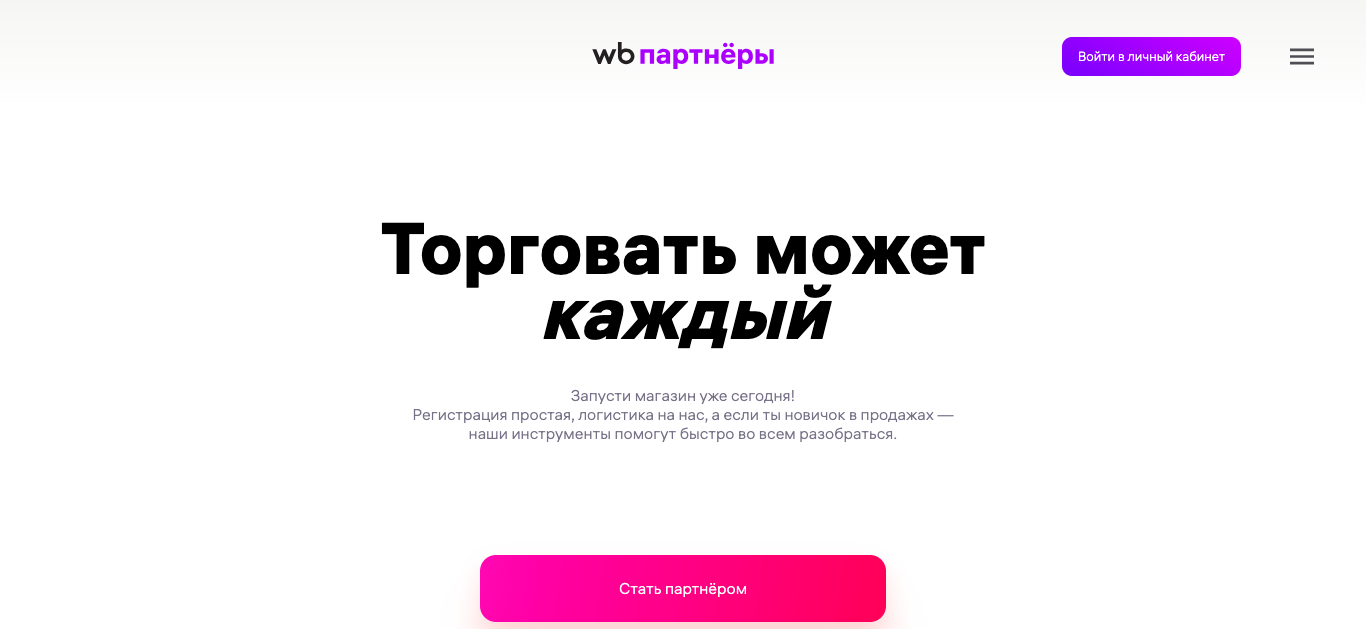 wb партнёры
Войти в личный кабинет
Торговать может
каждый
Запусти магазин уже сегодня!
Регистрация простая, логистика на нас, а если ты новичок в продажах —
наши инструменты помогут быстро во всем разобраться.
Стать партнёром